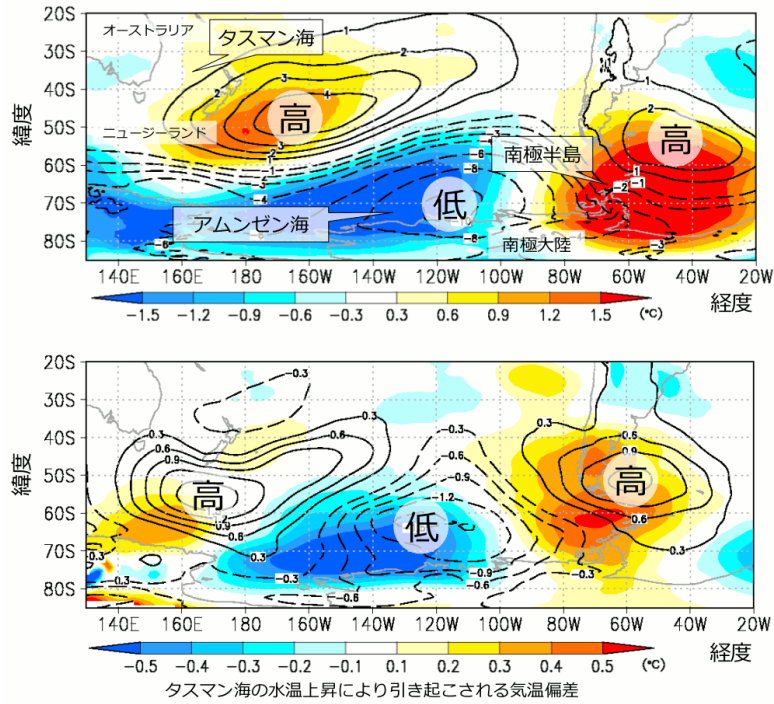 20S
オーストラリア
タスマン海
30S
40S
緯度
高
高
50S
ニュージーランド
60S
南極半島
70S
低
アムンゼン海
80S
南極大陸
140E 160E 180 160W 140W 120W 100W 80W 60W 40W 20W
-1.5 -1.2 -0.9 -0.6 -0.3 0.3 0.6 0.9 1.2 1.5 (°C)
経度
20S
30S
40S
緯度
50S
高
高
60S
低
70S
80S
140E 160E 180 160W 140W 120W 100W 80W 60W 40W 20W
-0.5 -0.4 -0.3 -0.2 -0.1 0.1 0.2 0.3 0.4 0.5 (°C)
経度
タスマン海の水温上昇により引き起こされる気温偏差